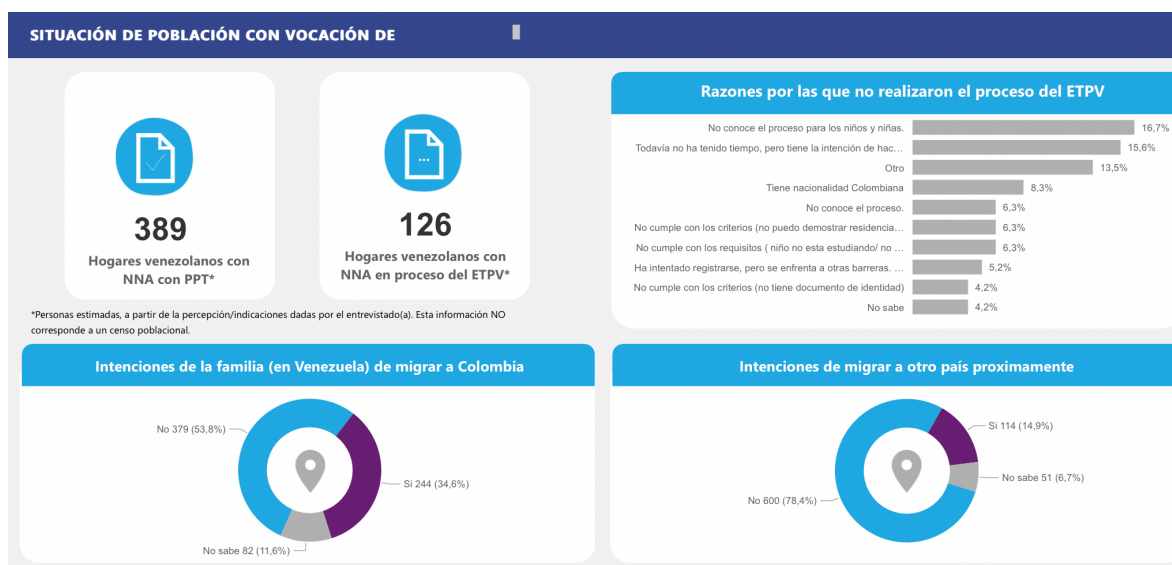 SITUACIÓN DE POBLACIÓN CON VOCACIÓN DE
389
Hogares venezolanos con
NNA con PPT*
126
Hogares venezolanos con
NNA en proceso del ETPV*
*Personas estimadas, a partir de la percepción/indicaciones dadas por el entrevistado(a). Esta información NO
corresponde a un censo poblacional.
Razones por las que no realizaron el proceso del ETPV
No conoce el proceso para los niños y niñas. 16,7%
Todavía no ha tenido tiempo, pero tiene la intención de hac... 15,6%
Otro 13,5%
Tiene nacionalidad Colombiana 8,3%
No conoce el proceso. 6,3%
No cumple con los criterios (no puedo demostrar residencia... 6,3%
No cumple con los requisitos ( niño no esta estudiando/ no ... 6,3%
Ha intentado registrarse, pero se enfrenta a otras barreras. ... 5,2%
No cumple con los criterios (no tiene documento de identidad) 4,2%
No sabe 4,2%
Intenciones de la familia (en Venezuela) de migrar a Colombia
No 379 (53,8%)
Si 244 (34,6%)
No sabe 82 (11,6%)
Intenciones de migrar a otro país proximamente
Si 114 (14,9%)
No sabe 51 (6,7%)
No 600 (78,4%)